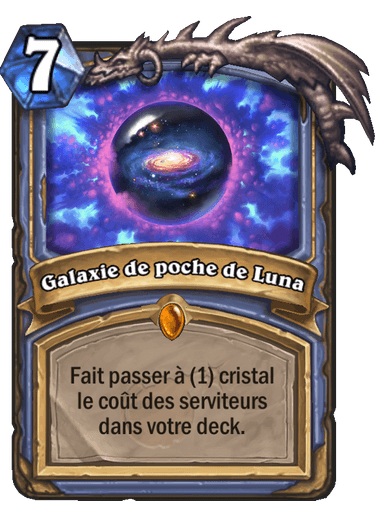 7
Galaxie de poche de Luna
Fait passer à (1) cristal
le coût des serviteurs
dans votre deck.